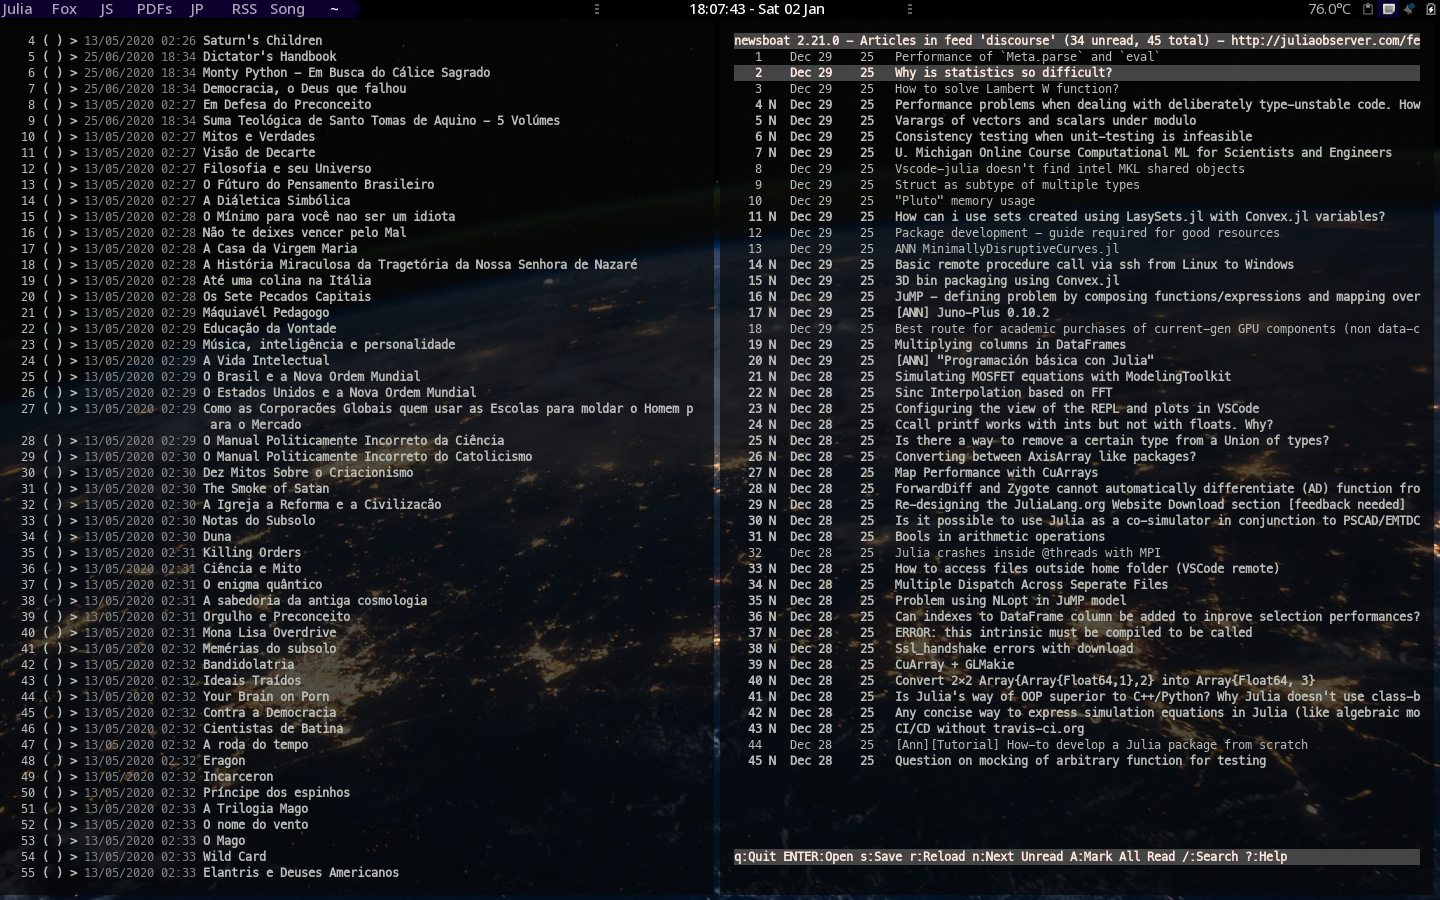 Julia Fox JS PDFs JP RSS Song ~
18:07:43 - Sat 02 Jan
76.0°C
4 ( ) > 13/05/2020 02:26 Saturn's Children
5 ( ) > 25/06/2020 18:34 Dictator's Handbook
6 ( ) > 25/06/2020 18:34 Monty Python – Em Busca do Cálice Sagrado
7 ( ) > 25/06/2020 18:34 Democracia, o Deus que falhou
8 ( ) > 13/05/2020 02:27 Em Defesa do Preconceito
9 ( ) > 25/06/2020 18:34 Suma Teológica de Santo Tomas de Aquino – 5 Volúmes
10 ( ) > 13/05/2020 02:27 Mitos e Verdades
11 ( ) > 13/05/2020 02:27 Visão de Decarte
12 ( ) > 13/05/2020 02:27 Filosofia e seu Universo
13 ( ) > 13/05/2020 02:27 O Fúturo do Pensamento Brasileiro
14 ( ) > 13/05/2020 02:27 A Dialetica Simbólica
15 ( ) > 13/05/2020 02:28 O Mínimo para você nao ser um idiota
16 ( ) > 13/05/2020 02:28 Não te deixes vencer pelo Mal
17 ( ) > 13/05/2020 02:28 A Casa da Virgem Maria
18 ( ) > 13/05/2020 02:28 A História Miraculosa da Tragetória da Nossa Senhora de Nazaré
19 ( ) > 13/05/2020 02:28 Até uma colina na Itália
20 ( ) > 13/05/2020 02:28 Os Sete Pecados Capitais
21 ( ) > 13/05/2020 02:28 Máquiavél Pedagogo
22 ( ) > 13/05/2020 02:29 Educação da Vontade
23 ( ) > 13/05/2020 02:29 Música, inteligência e personalidade
24 ( ) > 13/05/2020 02:29 A Vida Intelectual
25 ( ) > 13/05/2020 02:29 O Brasil e a Nova Ordem Mundial
26 ( ) > 13/05/2020 02:29 O Estados Unidos e a Nova Ordem Mundial
27 ( ) > 13/05/2020 02:29 Como as Corporacões Globais quem usar as Escolas para moldar o Homem p
ara o Mercado
28 ( ) > 13/05/2020 02:29 O Manual Politicamente Incorreto da Ciência
29 ( ) > 13/05/2020 02:30 O Manual Politicamente Incorreto do Catolicismo
30 ( ) > 13/05/2020 02:30 Dez Mitos Sobre o Criacionismo
31 ( ) > 13/05/2020 02:30 The Smoke of Satan
32 ( ) > 13/05/2020 02:30 A Igreja a Reforma e a Civilizacão
33 ( ) > 13/05/2020 02:30 Notas do Subsolo
34 ( ) > 13/05/2020 02:30 Duna
35 ( ) > 13/05/2020 02:31 Killing Orders
36 ( ) > 13/05/2020 02:31 Ciência e Mito
37 ( ) > 13/05/2020 02:31 O enigma quântico
38 ( ) > 13/05/2020 02:31 A sabedoria da antiga cosmologia
39 ( ) > 13/05/2020 02:31 Orgulho e Preconceito
40 ( ) > 13/05/2020 02:31 Mona Lisa Overdrive
41 ( ) > 13/05/2020 02:32 Memérias do subsolo
42 ( ) > 13/05/2020 02:32 Bandidolatria
43 ( ) > 13/05/2020 02:32 Ideais Traídos
44 ( ) > 13/05/2020 02:32 Your Brain on Porn
45 ( ) > 13/05/2020 02:32 Contra a Democracia
46 ( ) > 13/05/2020 02:32 Cientistas de Batina
47 ( ) > 13/05/2020 02:32 A roda do tempo
48 ( ) > 13/05/2020 02:32 Eragon
49 ( ) > 13/05/2020 02:32 Incarceron
50 ( ) > 13/05/2020 02:32 Príncipe dos espinhos
51 ( ) > 13/05/2020 02:33 A Trilogia Mago
52 ( ) > 13/05/2020 02:33 O nome do vento
53 ( ) > 13/05/2020 02:33 O Mago
54 ( ) > 13/05/2020 02:33 Wild Card
55 ( ) > 13/05/2020 02:33 Elantris e Deuses Americanos
newsboat 2.21.0 – Articles in feed 'discourse' (34 unread, 45 total) – http://juliaobserver.com/fe
1 Dec 29 25 Performance of `Meta.parse` and `eval`
2 Dec 29 25 Why is statistics so difficult?
3 Dec 29 25 How to solve Lambert W function?
4 N Dec 29 25 Performance problems when dealing with deliberately type–unstable code. How
5 N Dec 29 25 Varargs of vectors and scalars under modulo
6 N Dec 29 25 Consistency testing when unit–testing is infeasible
7 N Dec 29 25 U. Michigan Online Course Computational ML for Scientists and Engineers
8 Dec 29 25 Vscode–julia doesn't find intel MKL shared objects
9 Dec 29 25 Struct as subtype of multiple types
10 Dec 29 25 "Pluto" memory usage
11 N Dec 29 25 How can i use sets created using LasySets.jl with Convex.jl variables?
12 Dec 29 25 Package development – guide required for good resources
13 Dec 29 25 ANN MinimallyDisruptiveCurves.jl
14 N Dec 29 25 Basic remote procedure call via ssh from Linux to Windows
15 N Dec 29 25 3D bin packaging using Convex.jl
16 N Dec 29 25 JuMP – defining problem by composing functions/expressions and mapping over
17 N Dec 29 25 [ANN] Juno–Plus 0.10.2
18 Dec 29 25 Best route for academic purchases of current–gen GPU components (non data–c
19 N Dec 29 25 Multiplying columns in DataFrames
20 N Dec 29 25 [ANN] "Programación básica con Julia"
21 N Dec 28 25 Simulating MOSFET equations with ModelingToolkit
22 N Dec 28 25 Sinc Interpolation based on FFT
23 N Dec 28 25 Configuring the view of the REPL and plots in VSCode
24 N Dec 28 25 Ccall printf works with ints but not with floats. Why?
25 N Dec 28 25 Is there a way to remove a certain type from a Union of types?
26 N Dec 28 25 Converting between AxisArray like packages?
27 N Dec 28 25 Map Performance with CuArrays
28 N Dec 28 25 ForwardDiff and Zygote cannot automatically differentiate (AD) function fro
29 N Dec 28 25 Re–designing the JuliaLang.org Website Download section [feedback needed]
30 N Dec 28 25 Is it possible to use Julia as a co–simulator in conjunction to PSCAD/EMTDC
31 N Dec 28 25 Bools in arithmetic operations
32 Dec 28 25 Julia crashes inside @threads with MPI
33 N Dec 28 25 How to access files outside home folder (VSCode remote)
34 N Dec 28 25 Multiple Dispatch Across Seperate Files
35 N Dec 28 25 Problem using NLopt in JuMP model
36 N Dec 28 25 Can indexes to DataFrame column be added to inprove selection performances?
37 N Dec 28 25 ERROR: this intrinsic must be compiled to be called
38 N Dec 28 25 Ssl_handshake errors with download
39 N Dec 28 25 CuArray + GLMakie
40 N Dec 28 25 Convert 2×2 Array{Array{Float64,1},2} into Array{Float64, 3}
41 N Dec 28 25 Is Julia's way of OOP superior to C++/Python? Why Julia doesn't use class–b
42 N Dec 28 25 Any concise way to express simulation equations in Julia (like algebraic mo
43 N Dec 28 25 CI/CD without travis–ci.org
44 Dec 28 25 [Ann][Tutorial] How–to develop a Julia package from scratch
45 N Dec 28 25 Question on mocking of arbitrary function for testing
q:Quit ENTER:Open s:Save r:Reload n:Next Unread A:Mark All Read /:Search ?:Help